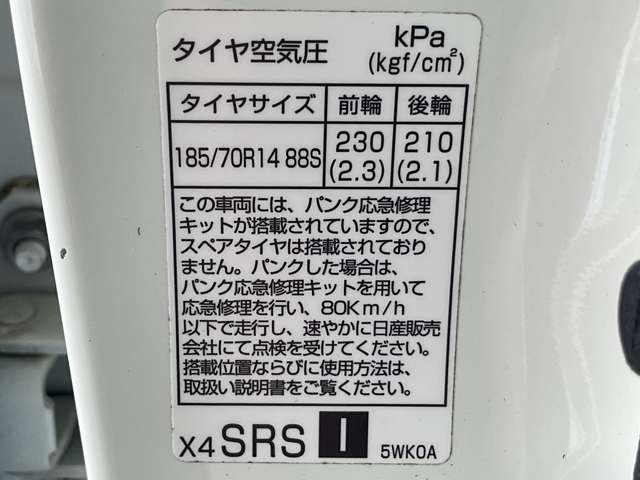 タイヤ空気圧 kPa
(kgf/cm²)
タイヤサイズ 前輪 後輪
185/70R14 88S 230 210
(2.3) (2.1)
この車両には、パンク応急修理
キットが搭載されていますので、
スペアタイヤは搭載されており
ません。パンクした場合は、
パンク応急修理キットを用いて
応急修理を行い、80Km/h
以下で走行し、速やかに日産販売
会社にて点検を受けてください。
搭載位置ならびに使用方法は、
取扱い説明書をご覧ください。
X4 SRS I 5WK0A